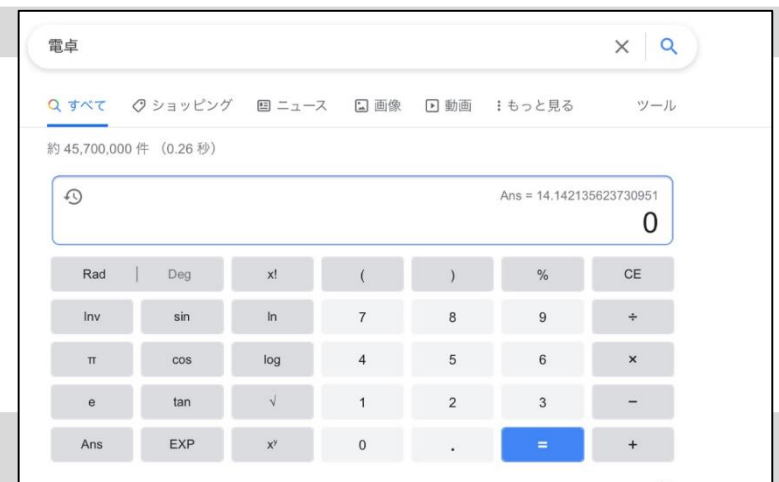 電卓
すべて ショッピング ニュース 画像 動画 もっと見る ツール
約 45,700,000 件 （0.26 秒）
Ans = 14.142135623730951
0
Rad | Deg x! ( ) % CE
Inv sin ln 7 8 9 ÷
π cos log 4 5 6 ×
e tan √ 1 2 3 −
Ans EXP xʸ 0 . = +